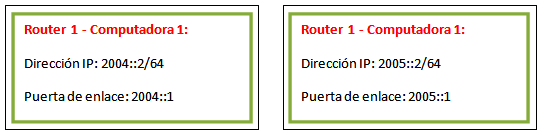 Router 1 - Computadora 1:
Dirección IP: 2004::2/64
Puerta de enlace: 2004::1
Router 1 - Computadora 1:
Dirección IP: 2005::2/64
Puerta de enlace: 2005::1